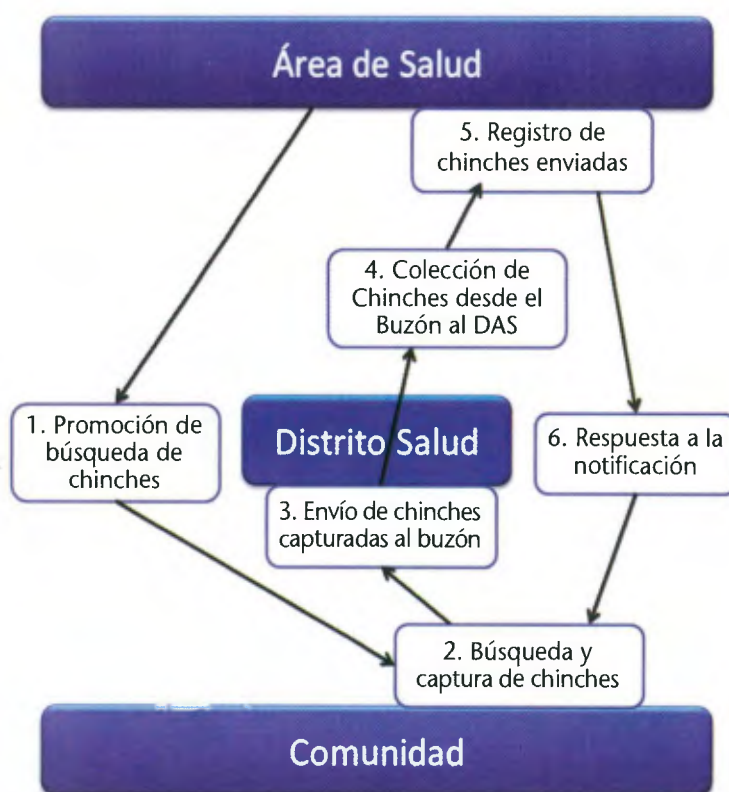 Área de Salud
5. Registro de
chinches enviadas
4. Colección de
Chinches desde el
Buzón al DAS
1. Promoción de
búsqueda de
chinches
Distrito Salud
6. Respuesta a la
notificación
3. Envío de chinches
capturadas al buzón
2. Búsqueda y
captura de chinches
Comunidad